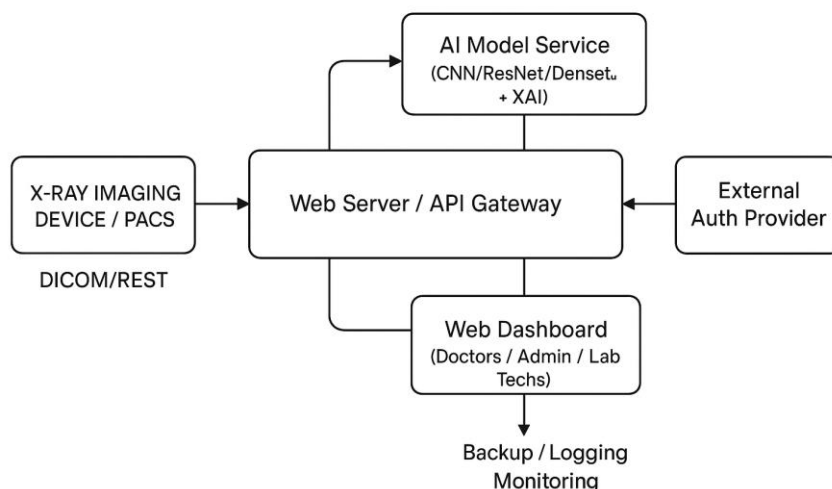 AI Model Service
(CNN/ResNet/
+ XAI)
X-RAY IMAGING
DEVICE / PACS
DICOM/REST
Web Server / API Gateway
External
Auth Provider
Web Dashboard
(Doctors / Admin / Lab
Techs)
Backup / Logging
Monitoring